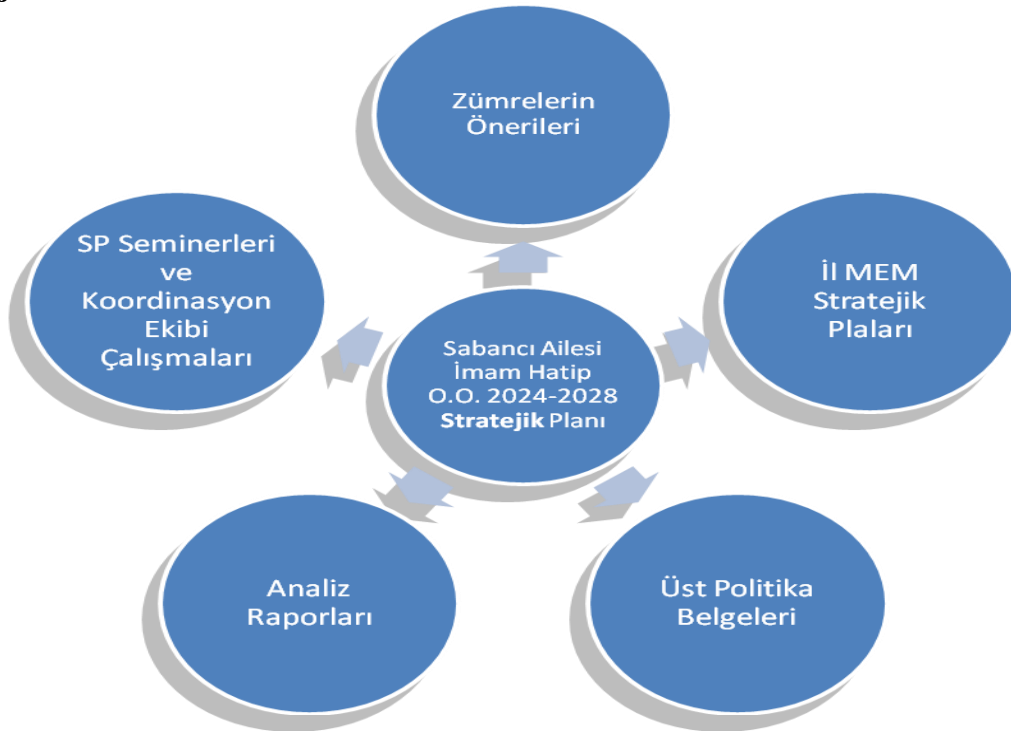 Zümrelerin
Önerileri
SP Seminerleri
ve
Koordinasyon
Ekibi
Çalışmaları
İl MEM
Stratejik
Plaları
Sabancı Ailesi
İmam Hatip
O.O. 2024-2028
Stratejik Planı
Analiz
Raporları
Üst Politika
Belgeleri